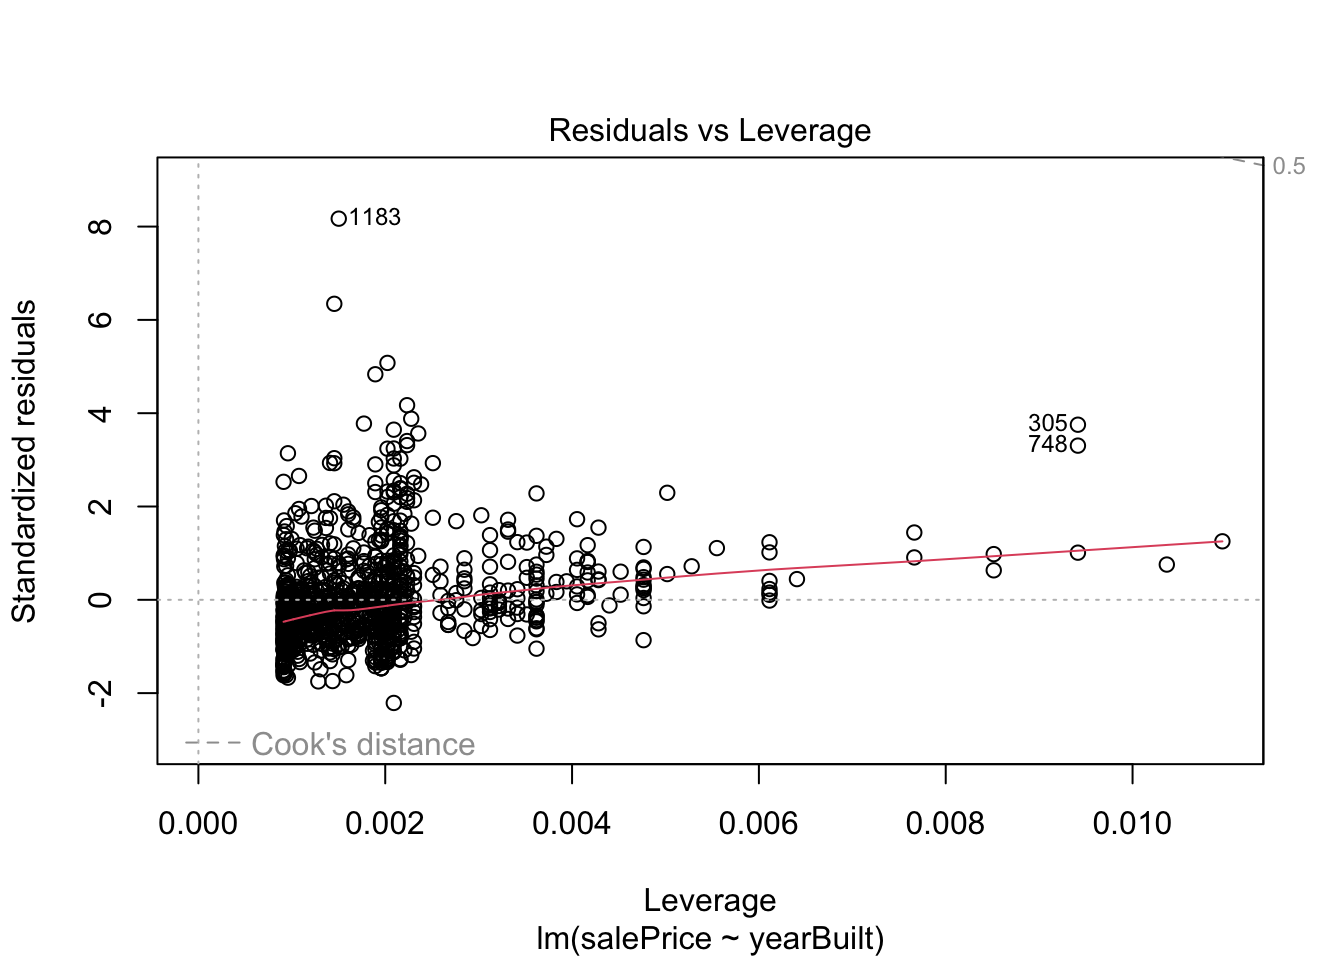 Residuals vs Leverage
0.5
8
6
4
2
0
-2
Standardized residuals
1183
305
748
Cook's distance
0.000 0.002 0.004 0.006 0.008 0.010
Leverage
lm(salePrice ~ yearBuilt)